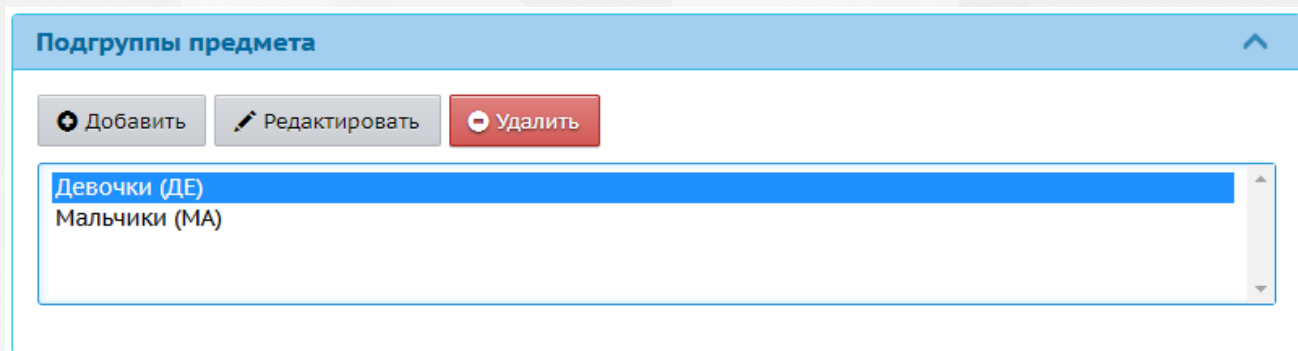 Подгруппы предмета
Добавить Редактировать Удалить
Девочки (ДЕ)
Мальчики (МА)